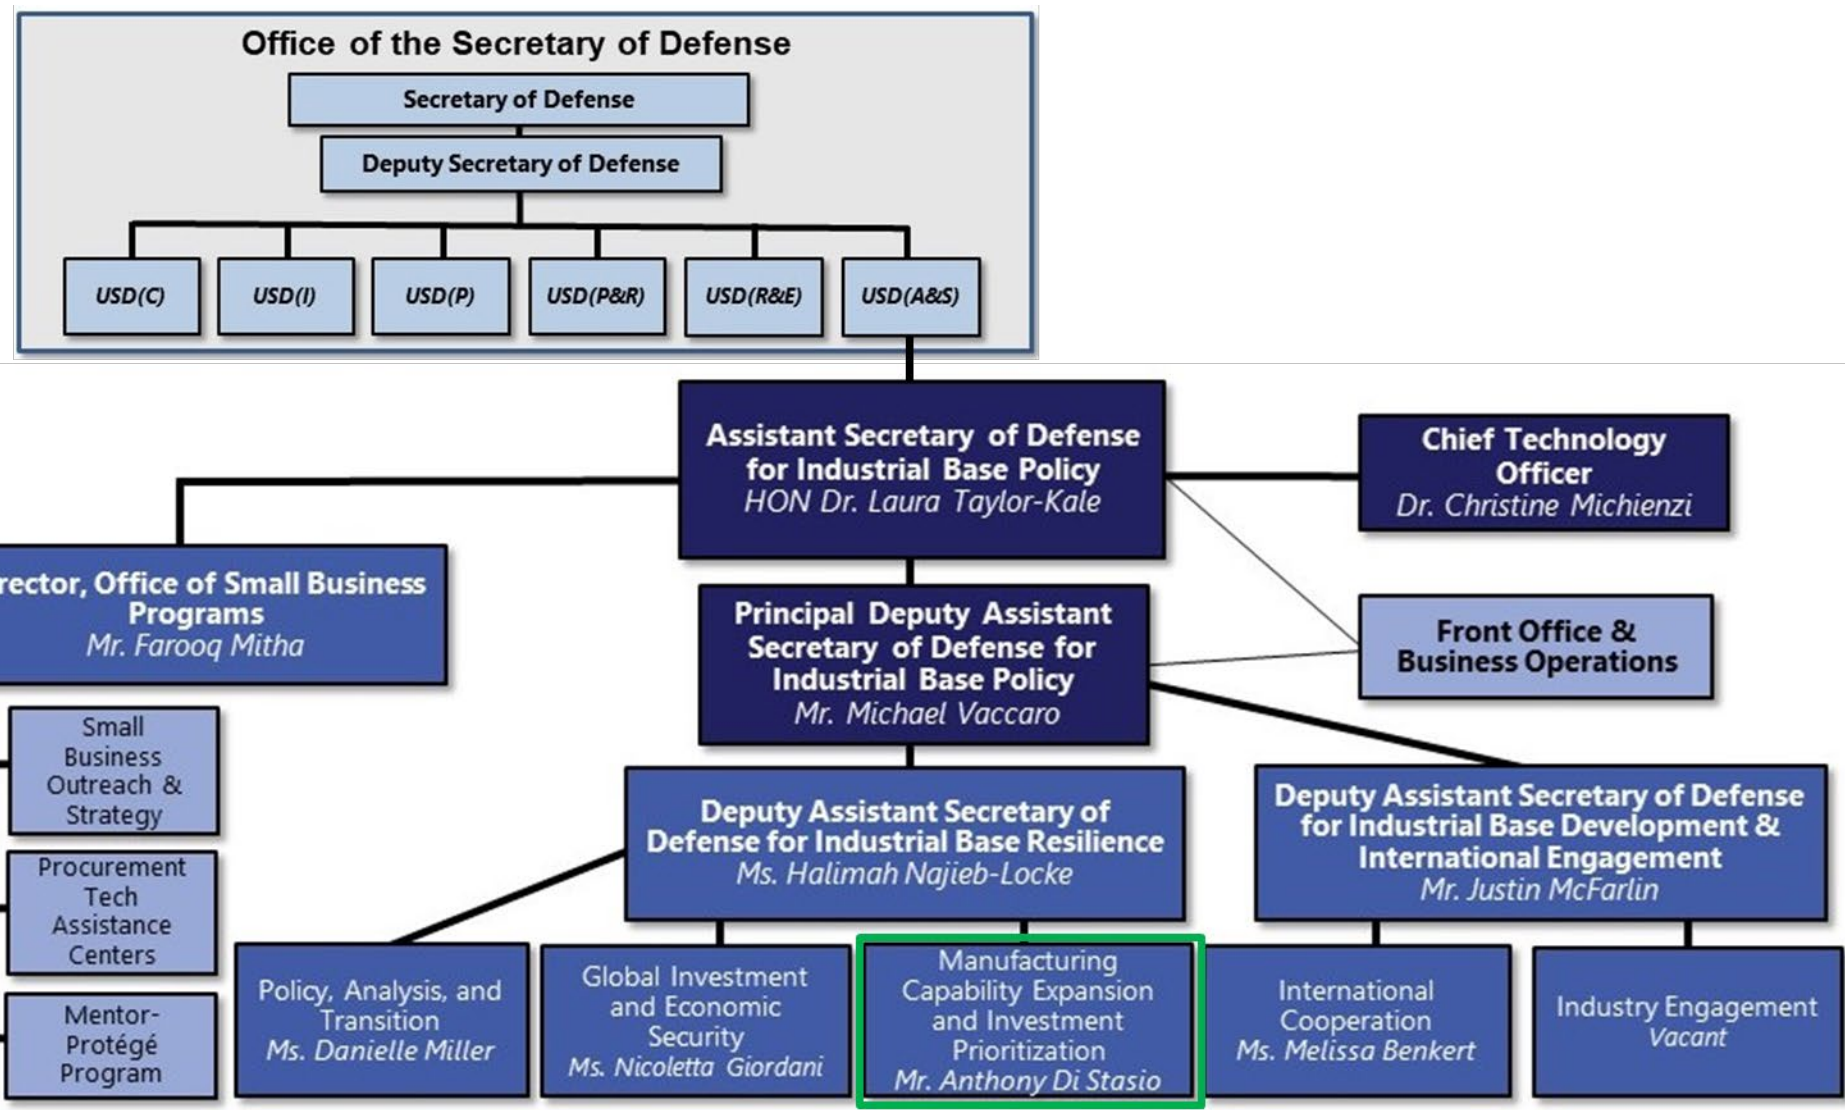 Office of the Secretary of Defense
Secretary of Defense
Deputy Secretary of Defense
USD(C)
USD(I)
USD(P)
USD(P&R)
USD(R&E)
USD(A&S)
Assistant Secretary of Defense
for Industrial Base Policy
HON Dr. Laura Taylor-Kale
Chief Technology
Officer
Dr. Christine Michienzi
rector, Office of Small Business
Programs
Mr. Farooq Mitha
Principal Deputy Assistant
Secretary of Defense for
Industrial Base Policy
Mr. Michael Vaccaro
Front Office &
Business Operations
Small
Business
Outreach &
Strategy
Procurement
Tech
Assistance
Centers
Mentor-
Protégé
Program
Deputy Assistant Secretary of
Defense for Industrial Base Resilience
Ms. Halimah Najieb-Locke
Deputy Assistant Secretary of Defense
for Industrial Base Development &
International Engagement
Mr. Justin McFarlin
Policy, Analysis, and
Transition
Ms. Danielle Miller
Global Investment
and Economic
Security
Ms. Nicoletta Giordani
Manufacturing
Capability Expansion
and Investment
Prioritization
Mr. Anthony Di Stasio
International
Cooperation
Ms. Melissa Benkert
Industry Engagement
Vacant